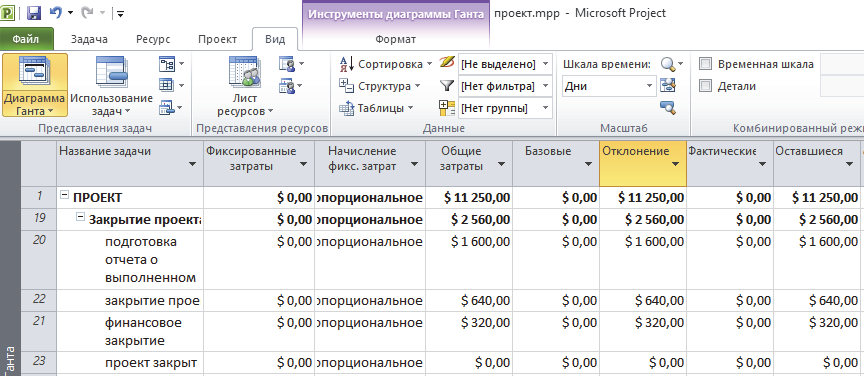 Инструменты диаграммы Ганта
проект.mpp - Microsoft Project
Файл Задача Ресурс Проект Вид Формат
Диаграмма Ганта
Использование задач
Представления задач
Лист ресурсов
Представления ресурсов
Сортировка [Не выделено]
Структура [Нет фильтра]
Таблицы [Нет группы]
Данные
Шкала времени:
Дни
Масштаб
Временная шкала
Детали
Комбинированный режи
Название задачи Фиксированные затраты Начисление фикс. затрат Общие затраты Базовые Отклонение Фактические Оставшиеся
1 ПРОЕКТ $ 0,00 опорциональное $ 11 250,00 $ 0,00 $ 11 250,00 $ 0,00 $ 11 250,00
19 Закрытие проекта $ 0,00 опорциональное $ 2 560,00 $ 0,00 $ 2 560,00 $ 0,00 $ 2 560,00
20 подготовка $ 0,00 опорциональное $ 1 600,00 $ 0,00 $ 1 600,00 $ 0,00 $ 1 600,00
отчета о
выполненном
22 закрытие прое $ 0,00 опорциональное $ 640,00 $ 0,00 $ 640,00 $ 0,00 $ 640,00
21 финансовое $ 0,00 опорциональное $ 320,00 $ 0,00 $ 320,00 $ 0,00 $ 320,00
закрытие
23 проект закрыт $ 0,00 опорциональное $ 0,00 $ 0,00 $ 0,00 $ 0,00 $ 0,00
Ганта